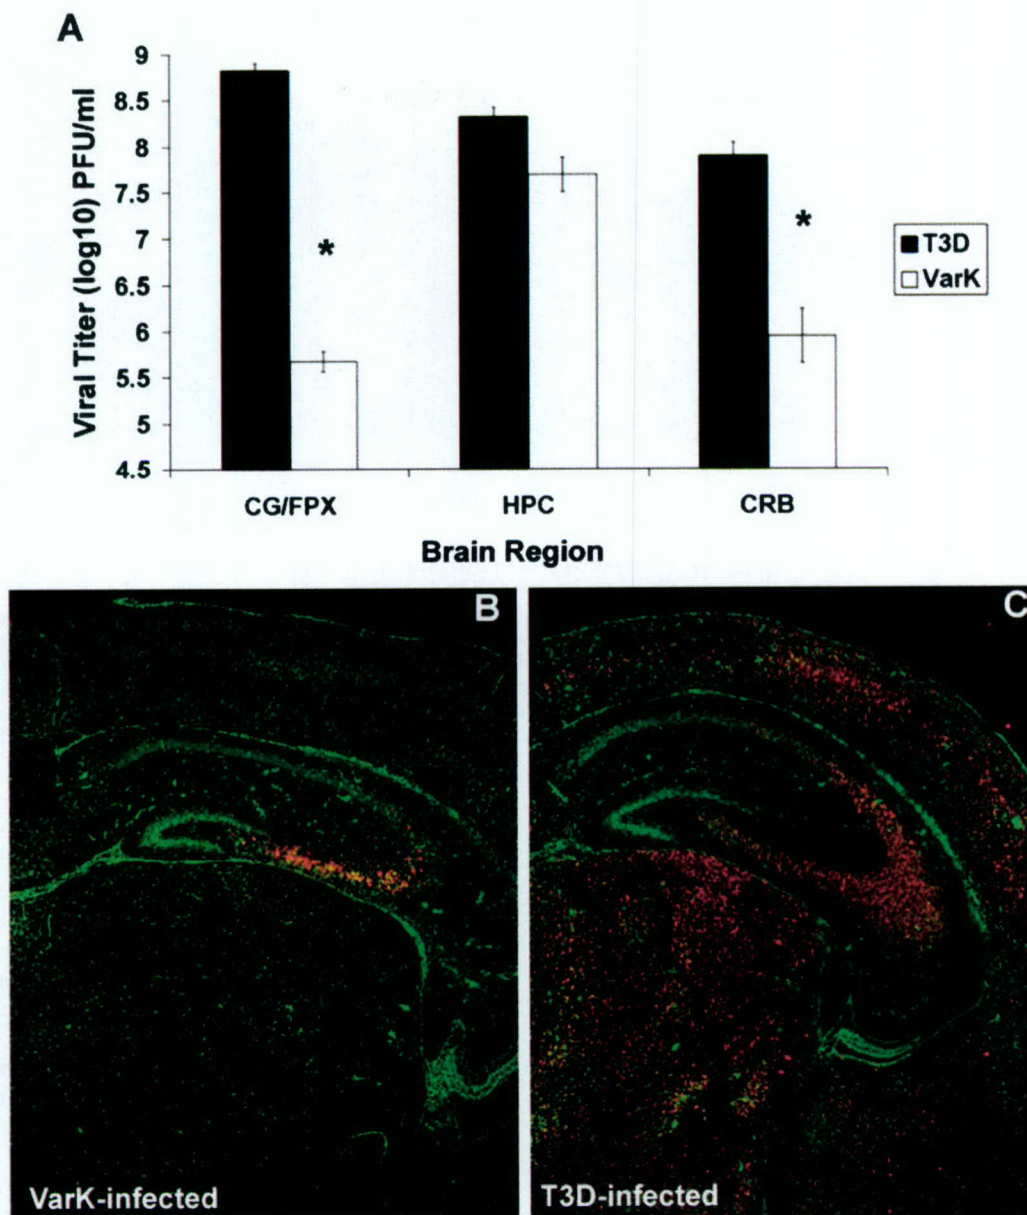 A
Viral Titer (log10) PFU/ml
9
8.5
8
7.5
7
6.5
6
5.5
5
4.5
*
*
T3D
VarK
CG/FPX HPC CRB
Brain Region
B
C
VarK-infected
T3D-infected